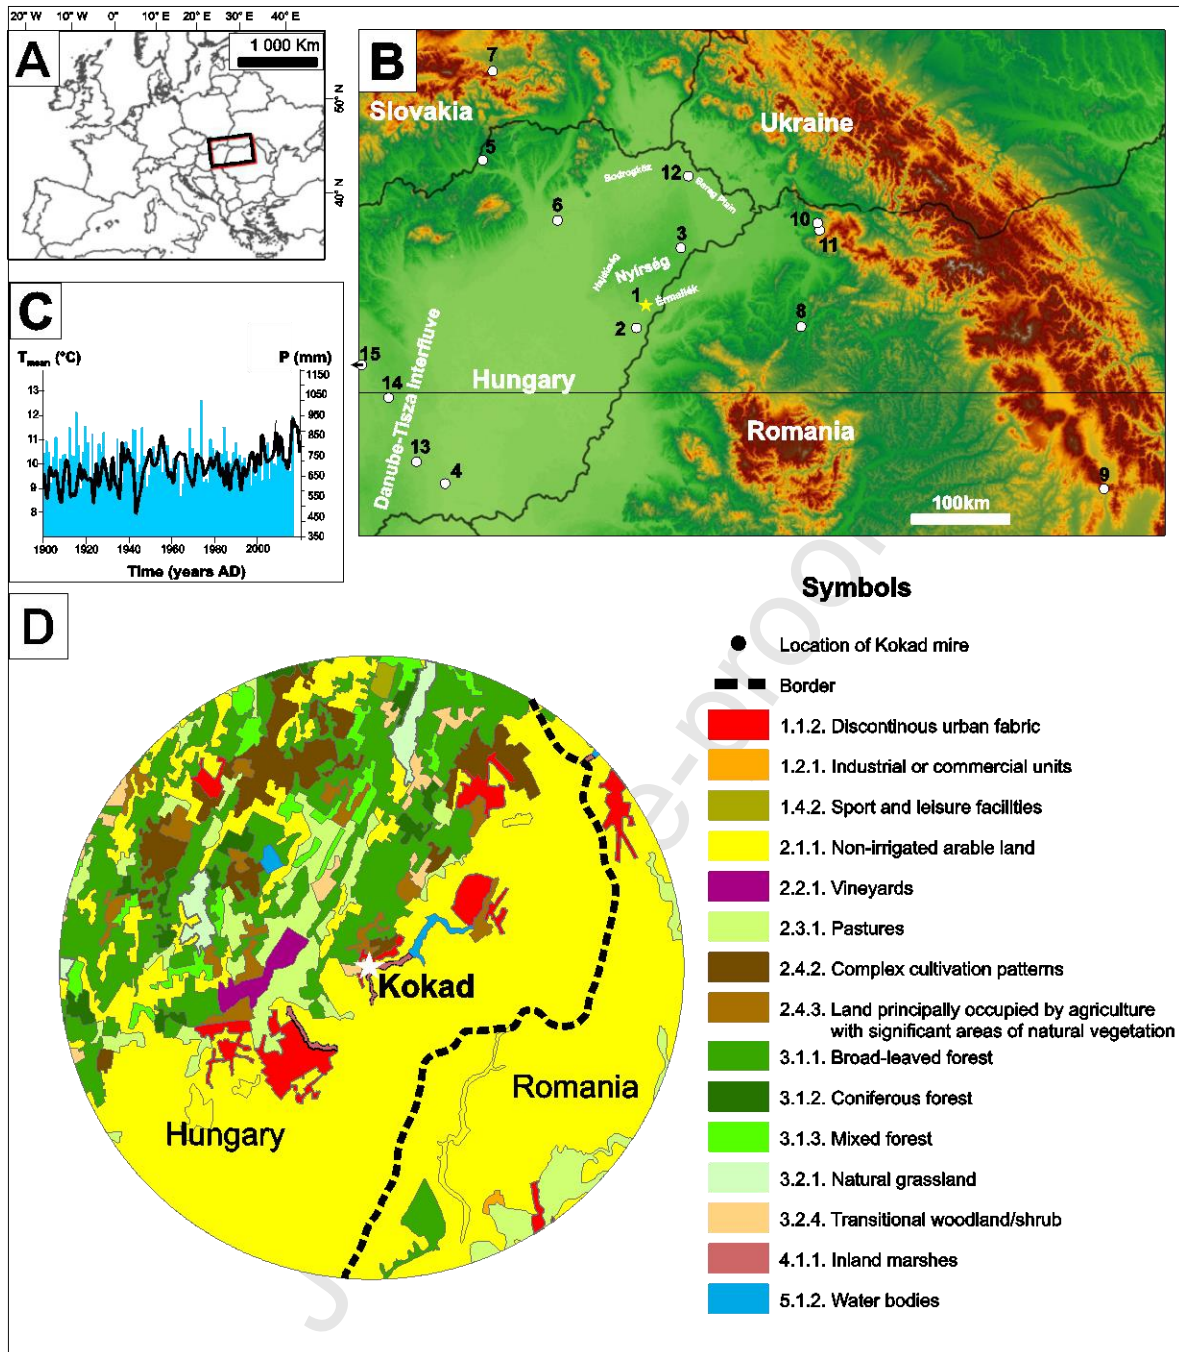 20° W 10° W 0° 10° E 20° E 30° E 40° E
A
1 000 Km
50° N
40° N
B
7
Slovakia
Ukraine
5
12
Bodrogköz
Bereg Plain
6
10
11
3
Nyírség
Hajdúság
1
Érmellék
2
8
15
14
Hungary
Danube-Tisza Interfluve
Romania
13
4
9
100km
C
Tmean (°C)
P (mm)
13
12
11
10
9
8
1150
1050
950
850
750
650
550
450
350
1900 1920 1940 1960 1980 2000
Time (years AD)
D
Kokad
Hungary
Romania
Symbols
Location of Kokad mire
Border
1.1.2. Discontinous urban fabric
1.2.1. Industrial or commercial units
1.4.2. Sport and leisure facilities
2.1.1. Non-irrigated arable land
2.2.1. Vineyards
2.3.1. Pastures
2.4.2. Complex cultivation patterns
2.4.3. Land principally occupied by agriculture
with significant areas of natural vegetation
3.1.1. Broad-leaved forest
3.1.2. Coniferous forest
3.1.3. Mixed forest
3.2.1. Natural grassland
3.2.4. Transitional woodland/shrub
4.1.1. Inland marshes
5.1.2. Water bodies